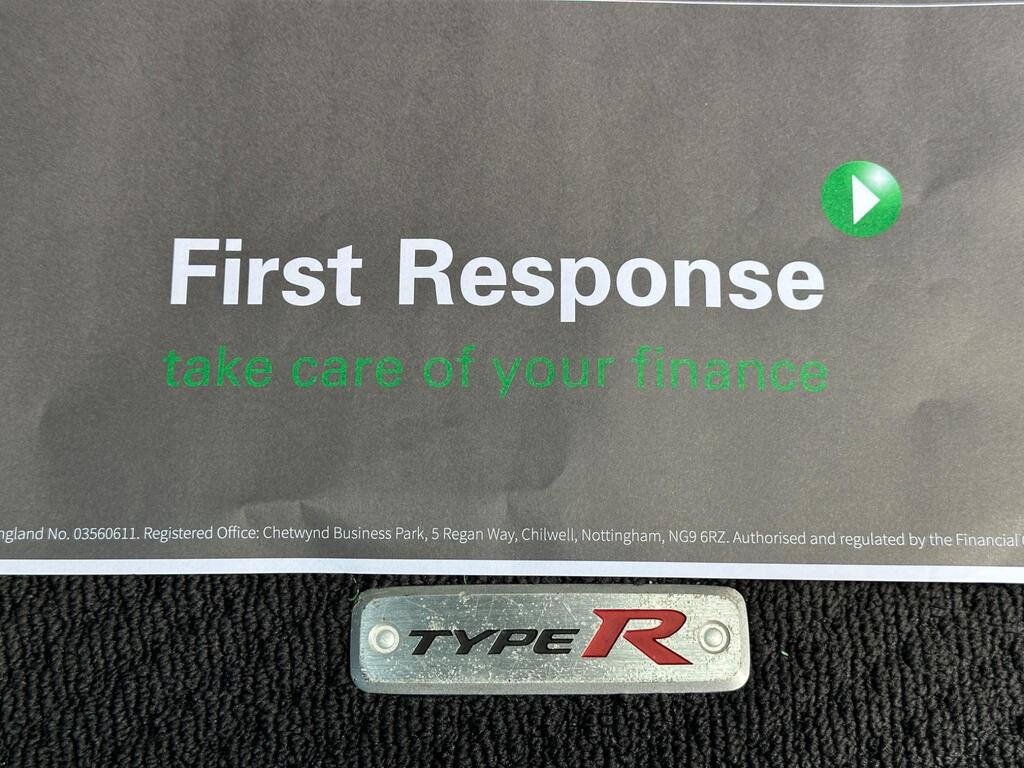 First Response
take care of your finance
ngland No. 03560611. Registered Office: Chetwynd Business Park, 5 Regan Way, Chilwell, Nottingham, NG9 6RZ. Authorised and regulated by the Financial
TYPE R